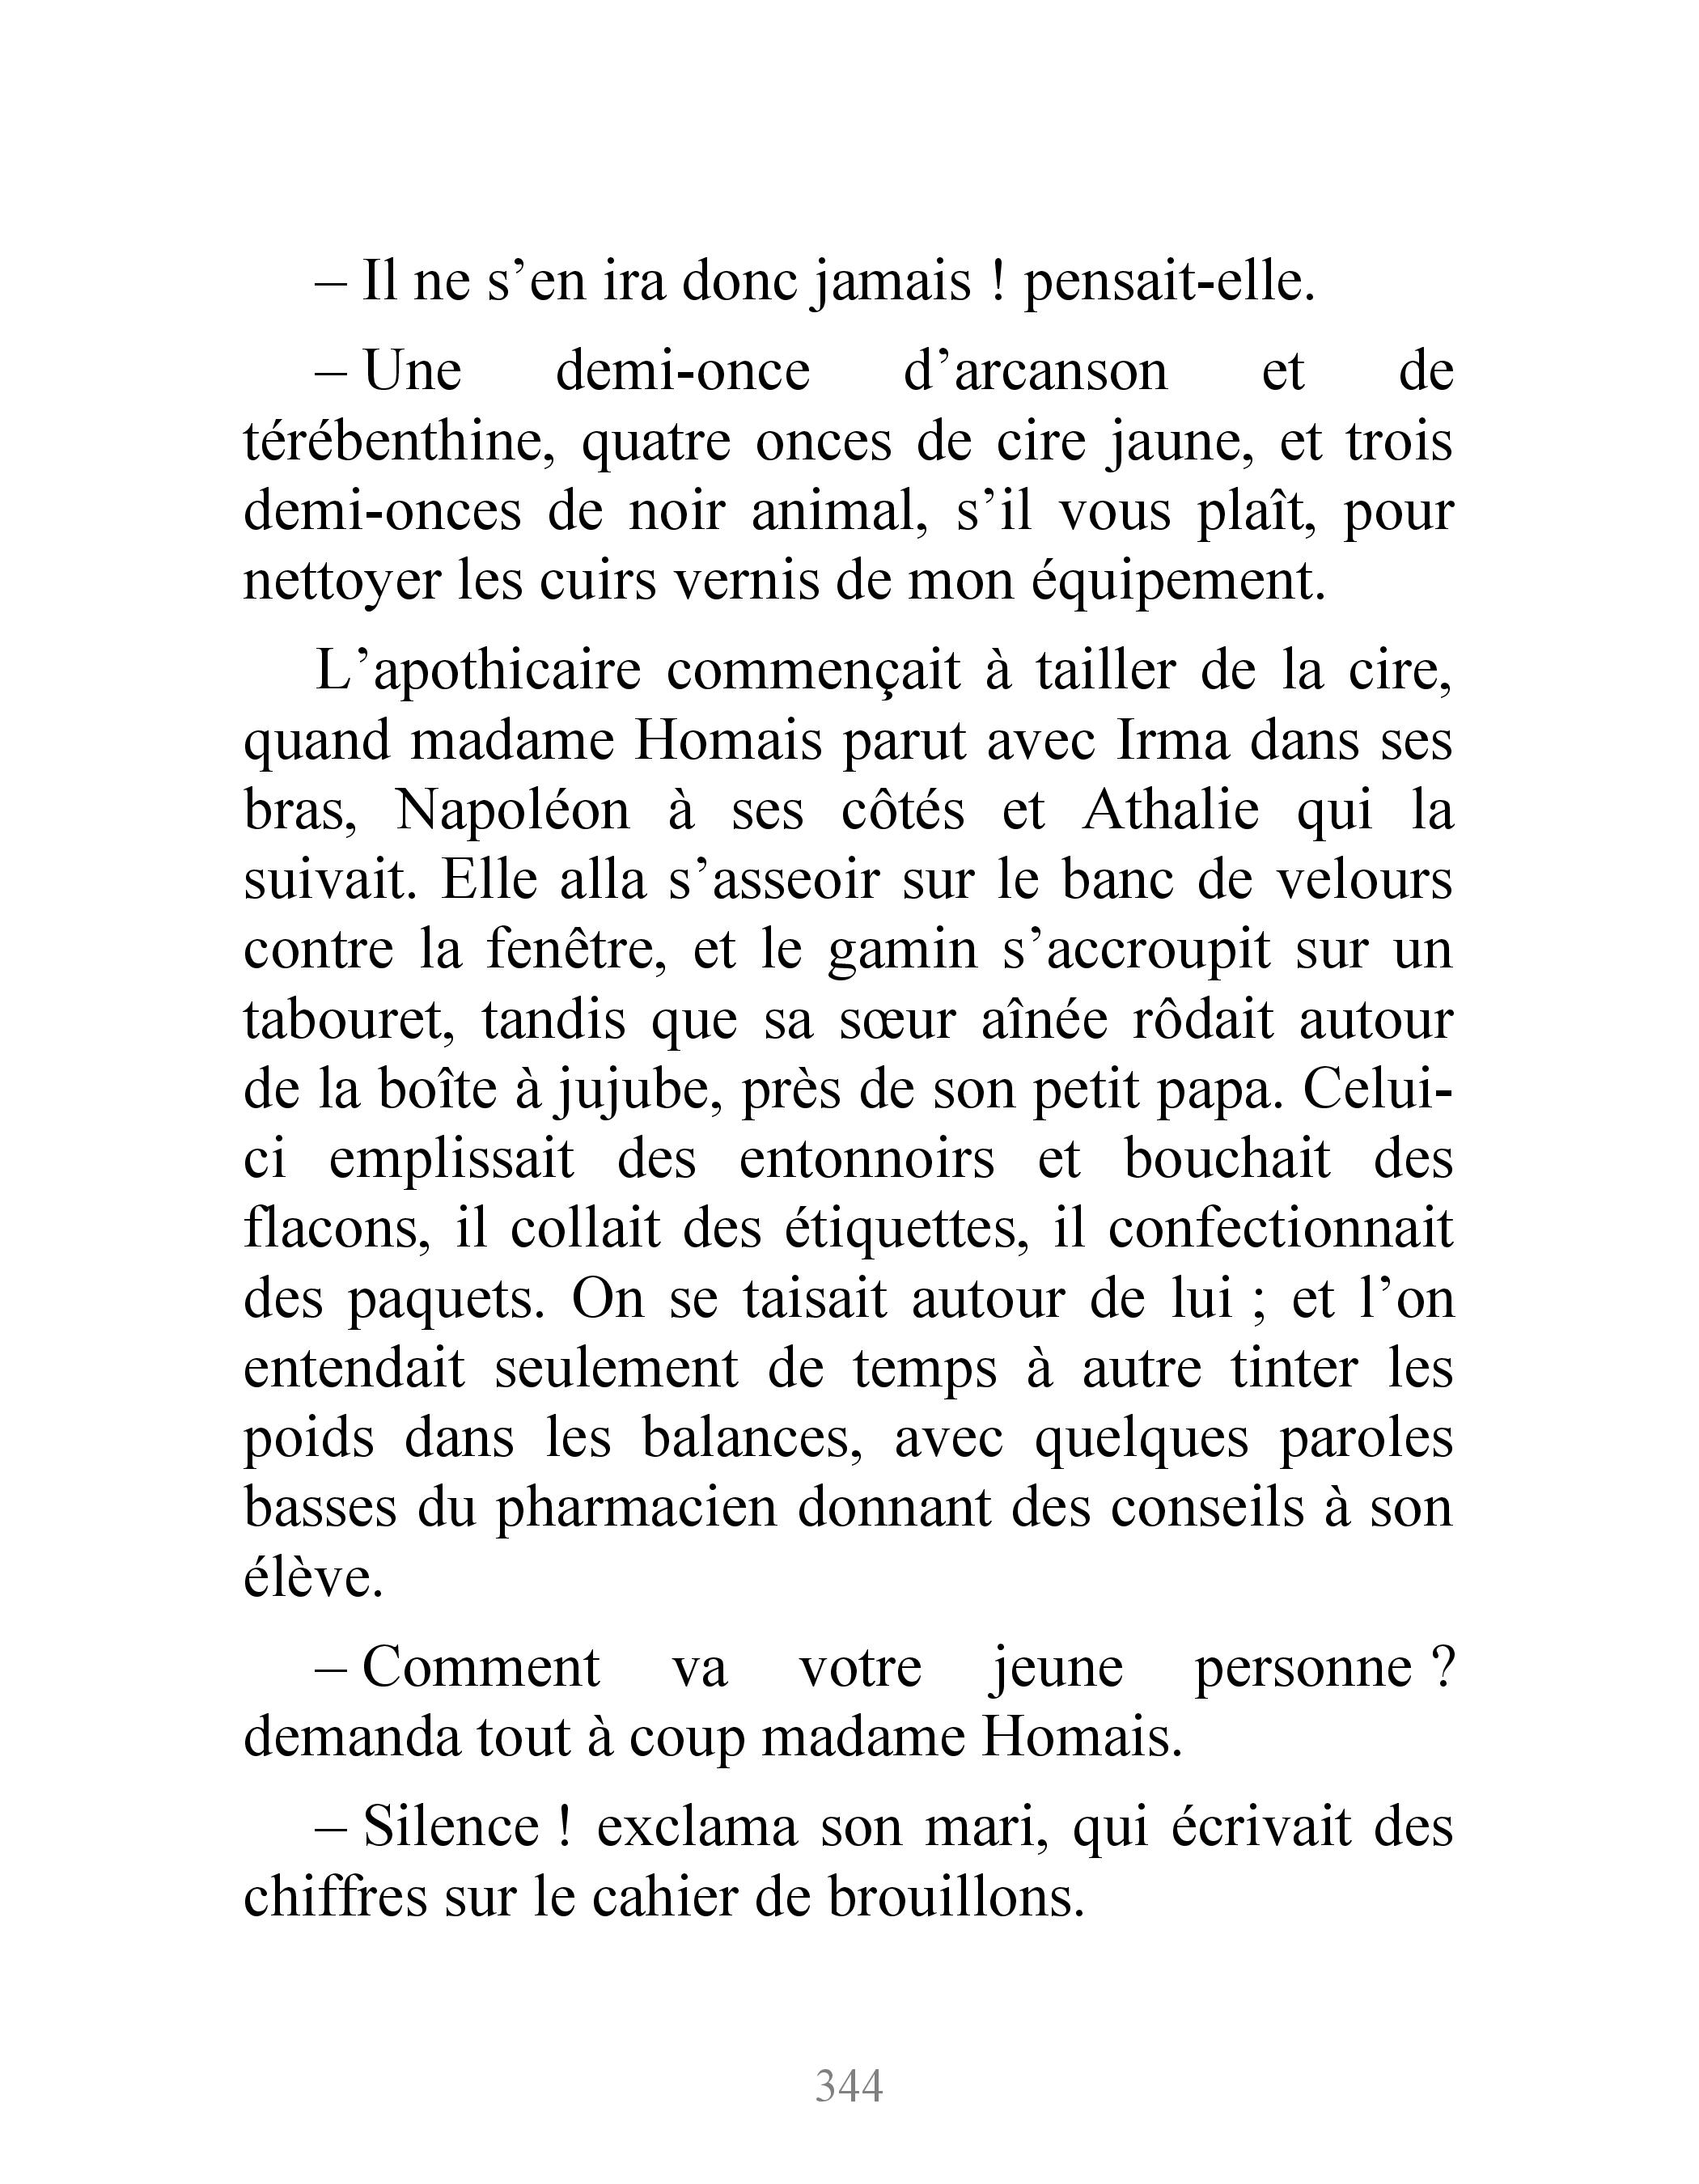 – Il ne s’en ira donc jamais ! pensait-elle.
– Une demi-once d’arcanson et de
térébenthine, quatre onces de cire jaune, et trois
demi-onces de noir animal, s’il vous plaît, pour
nettoyer les cuirs vernis de mon équipement.
L’apothicaire commençait à tailler de la cire,
quand madame Homais parut avec Irma dans ses
bras, Napoléon à ses côtés et Athalie qui la
suivait. Elle alla s’asseoir sur le banc de velours
contre la fenêtre, et le gamin s’accroupit sur un
tabouret, tandis que sa sœur aînée rôdait autour
de la boîte à jujube, près de son petit papa. Celui-
ci emplissait des entonnoirs et bouchait des
flacons, il collait des étiquettes, il confectionnait
des paquets. On se taisait autour de lui ; et l’on
entendait seulement de temps à autre tinter les
poids dans les balances, avec quelques paroles
basses du pharmacien donnant des conseils à son
élève.
– Comment va votre jeune personne ?
demanda tout à coup madame Homais.
– Silence ! exclama son mari, qui écrivait des
chiffres sur le cahier de brouillons.
344